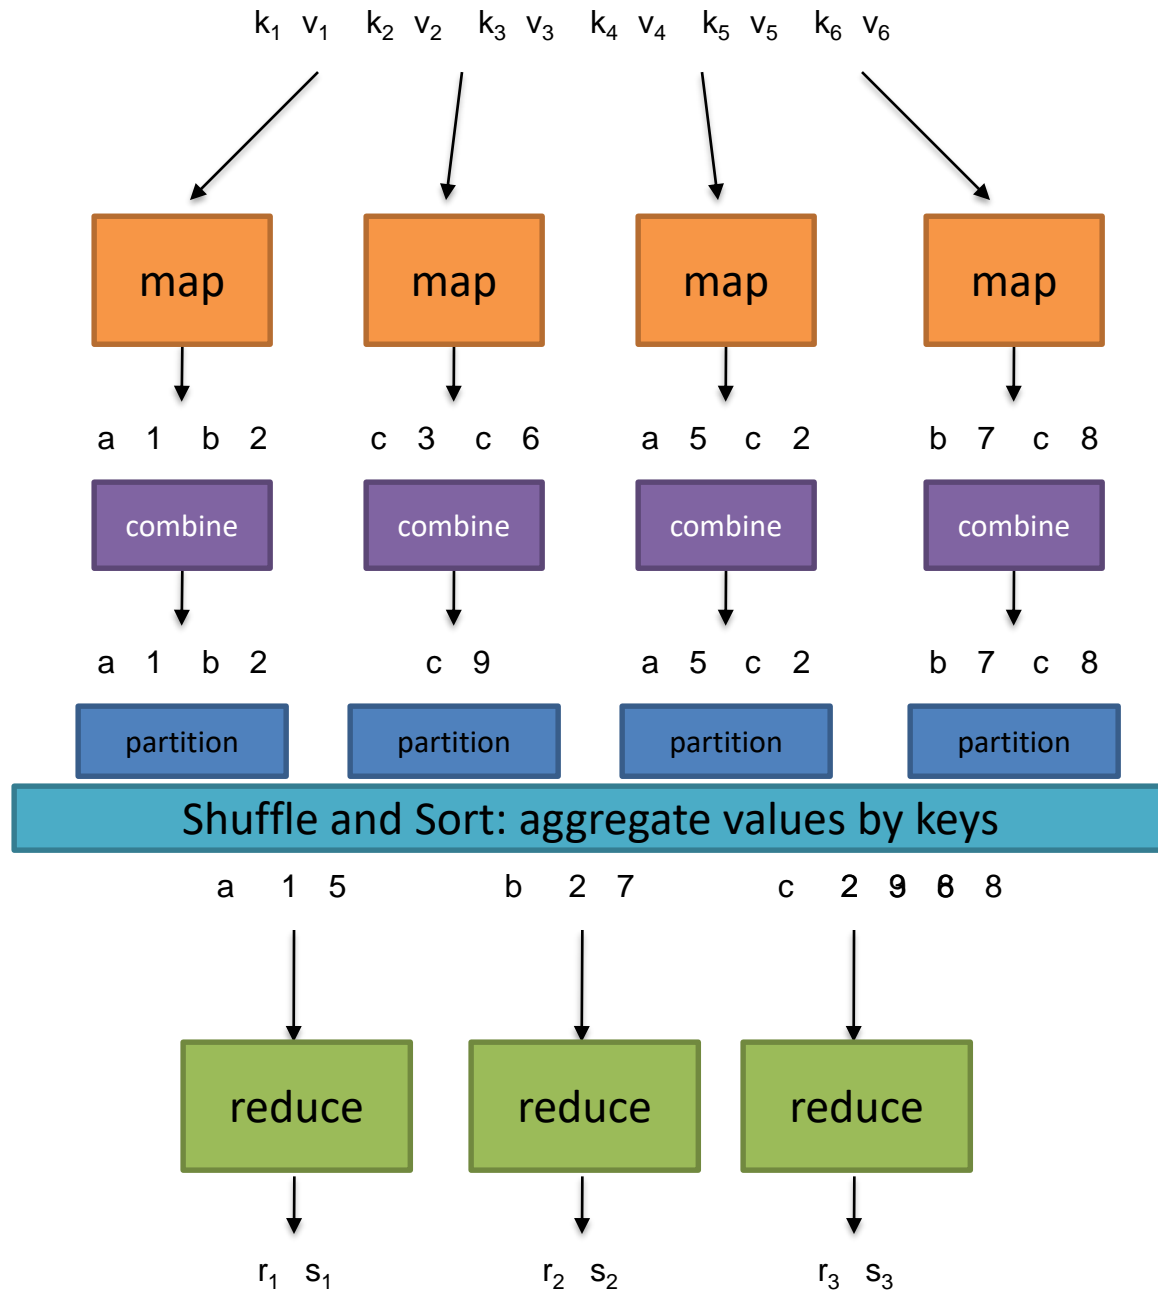 k₁ v₁ k₂ v₂ k₃ v₃ k₄ v₄ k₅ v₅ k₆ v₆
map map map map
a 1 b 2 c 3 c 6 a 5 c 2 b 7 c 8
combine combine combine combine
a 1 b 2 c 9 a 5 c 2 b 7 c 8
partition partition partition partition
Shuffle and Sort: aggregate values by keys
a 1 5 b 2 7 c 2 8
reduce reduce reduce
r₁ s₁ r₂ s₂ r₃ s₃